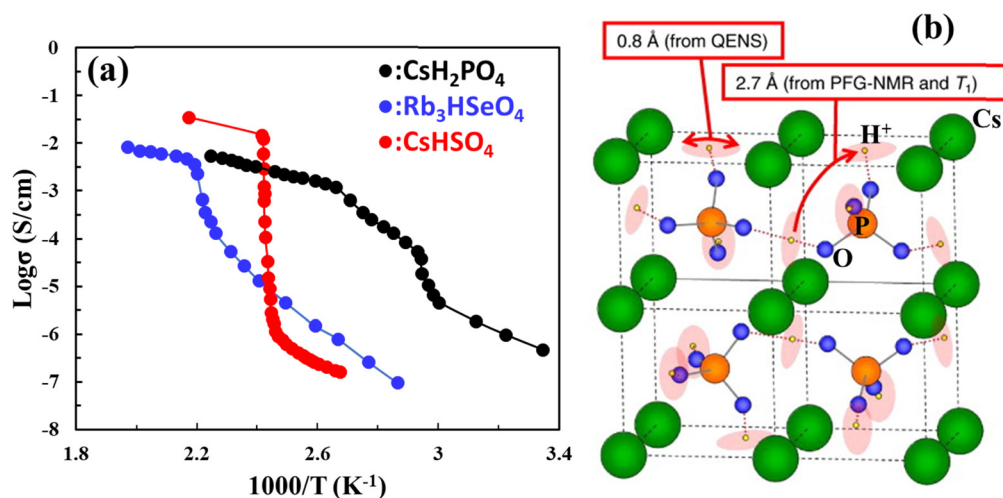 (a)
●:CsH₂PO₄
●:Rb₃HSeO₄
●:CsHSO₄
Logσ (S/cm)
0
-1
-2
-3
-4
-5
-6
-7
-8
1.8 2.2 2.6 3 3.4
1000/T (K⁻¹)
(b)
0.8 Å (from QENS)
2.7 Å (from PFG-NMR and T₁)
Cs
H⁺
P
O